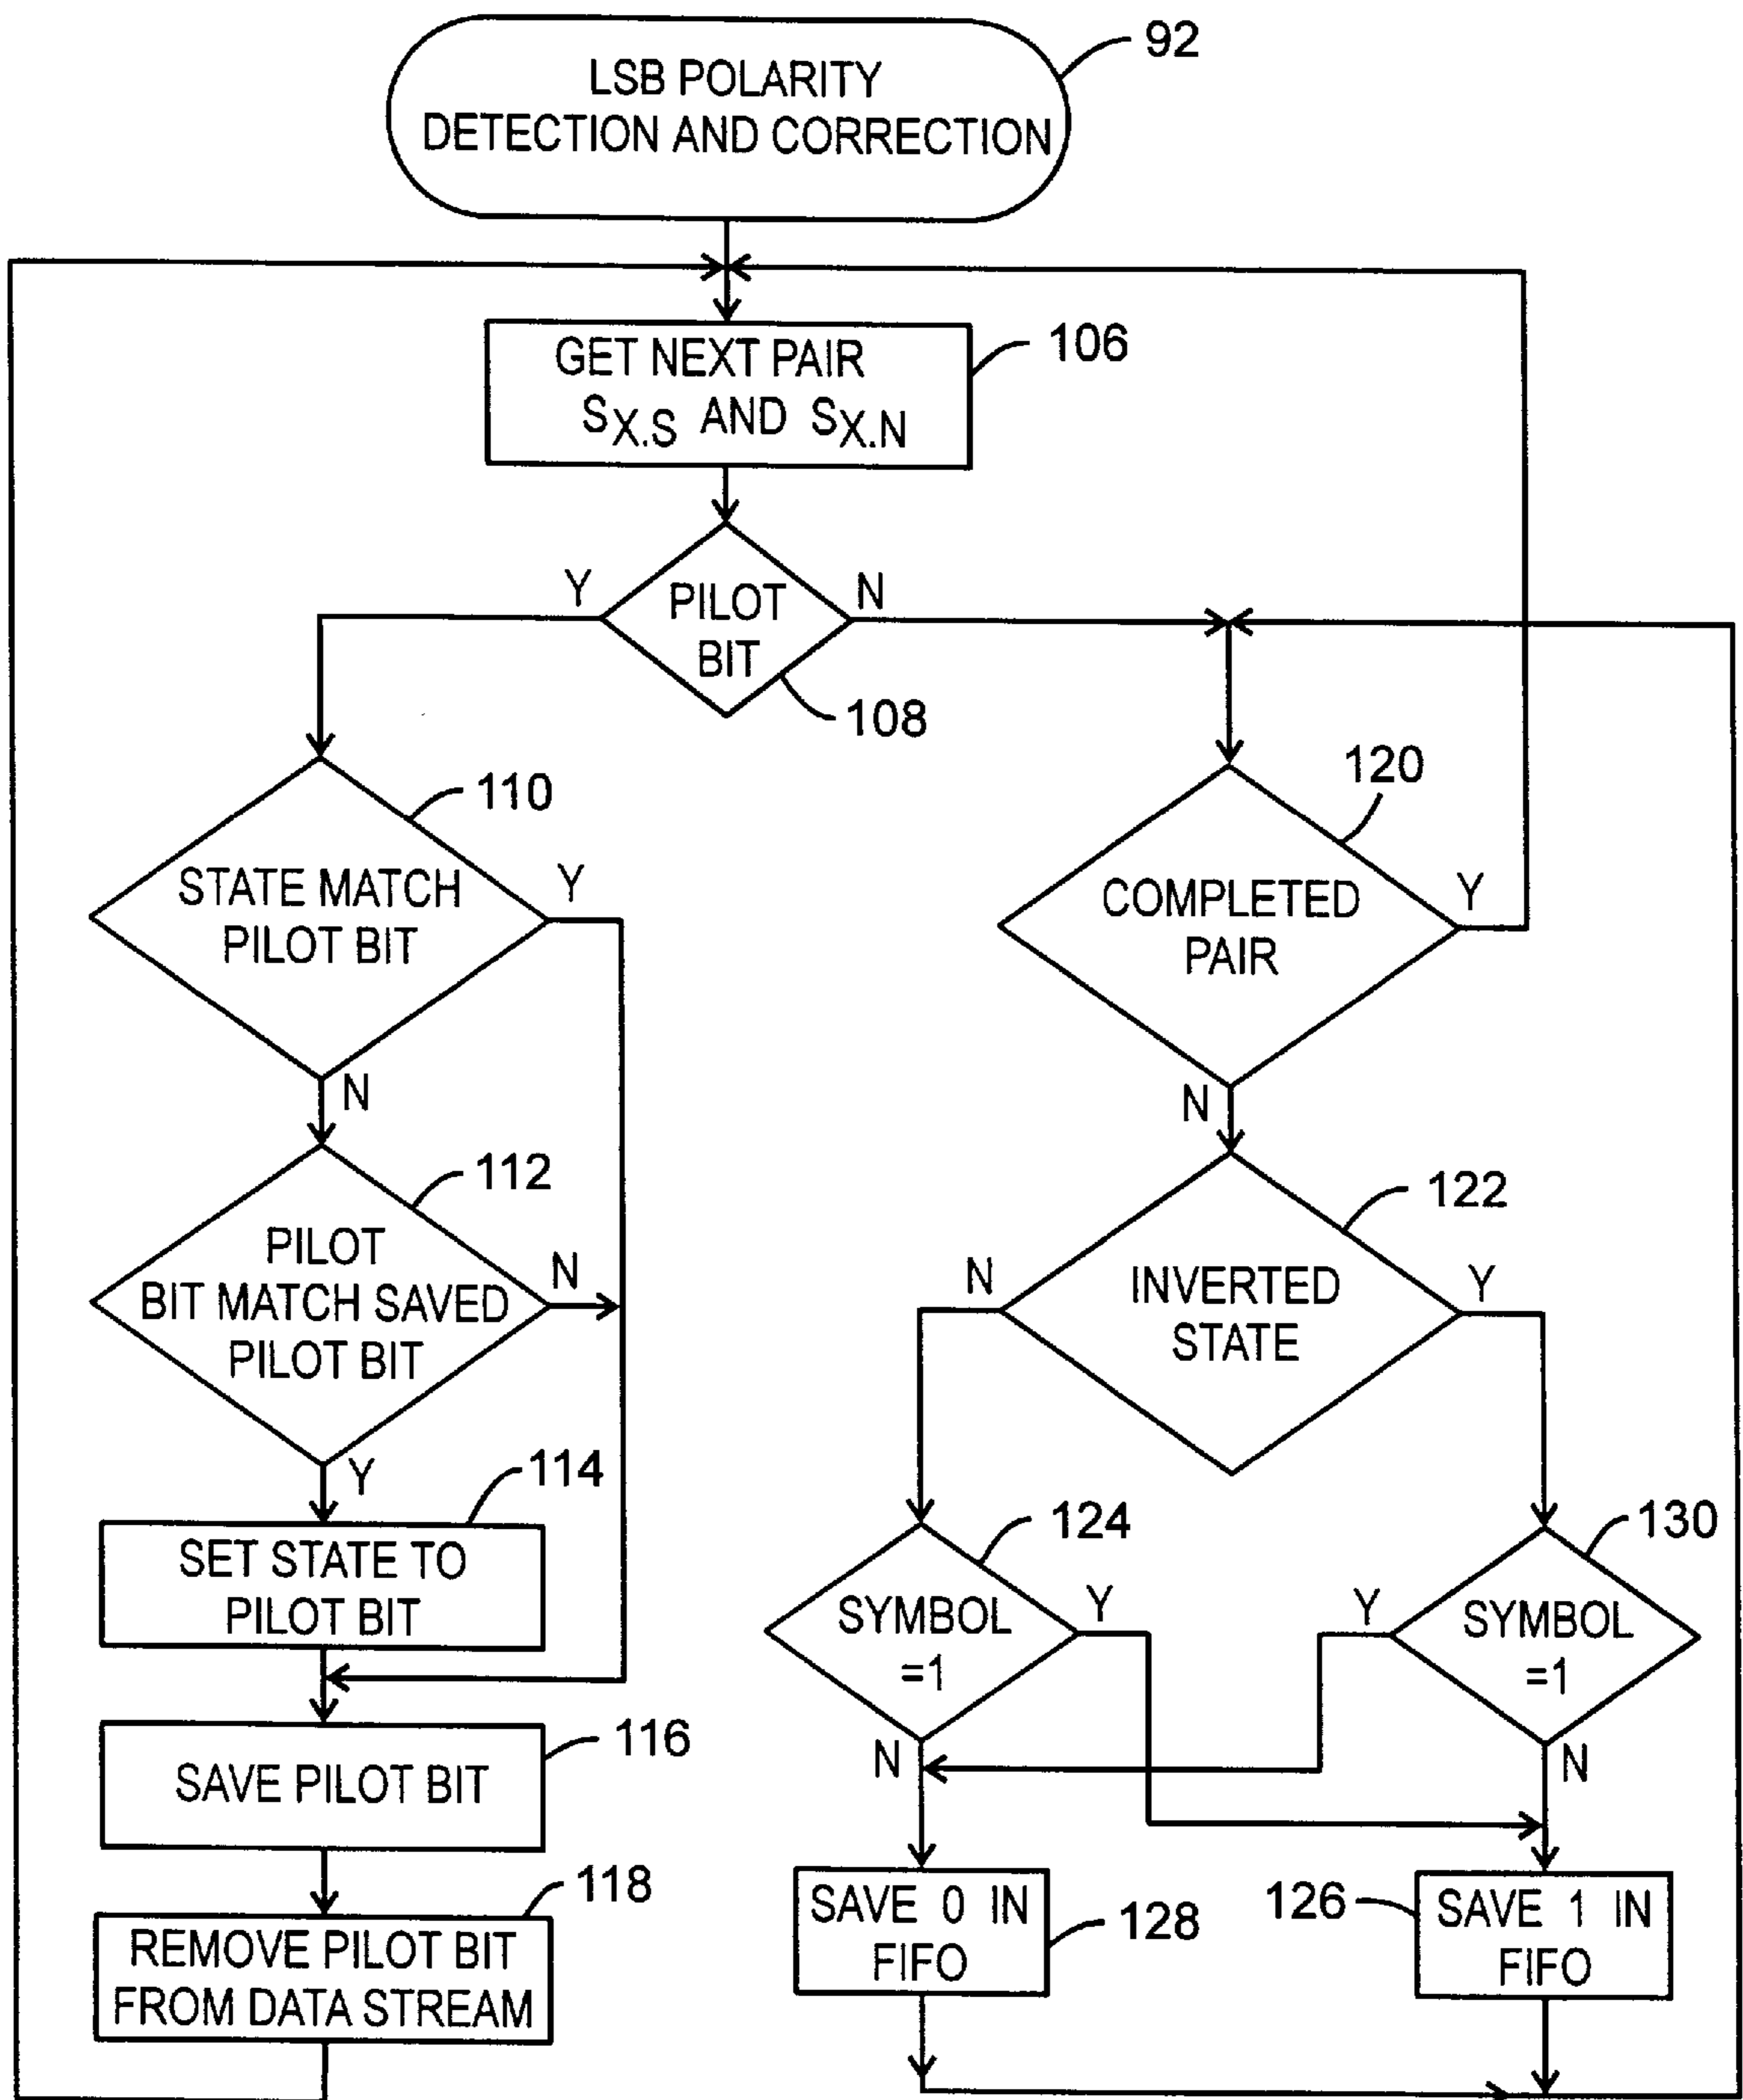 LSB POLARITY
DETECTION AND CORRECTION
92
GET NEXT PAIR
SX.S AND SX.N
106
Y
PILOT
BIT
N
108
STATE MATCH
PILOT BIT
110
Y
N
COMPLETED
PAIR
120
Y
N
PILOT
BIT MATCH SAVED
PILOT BIT
112
N
Y
INVERTED
STATE
122
N
Y
SET STATE TO
PILOT BIT
114
SYMBOL
=1
124
Y
N
SYMBOL
=1
130
Y
N
SAVE PILOT BIT
116
REMOVE PILOT BIT
FROM DATA STREAM
118
SAVE 0 IN
FIFO
128
SAVE 1 IN
FIFO
126